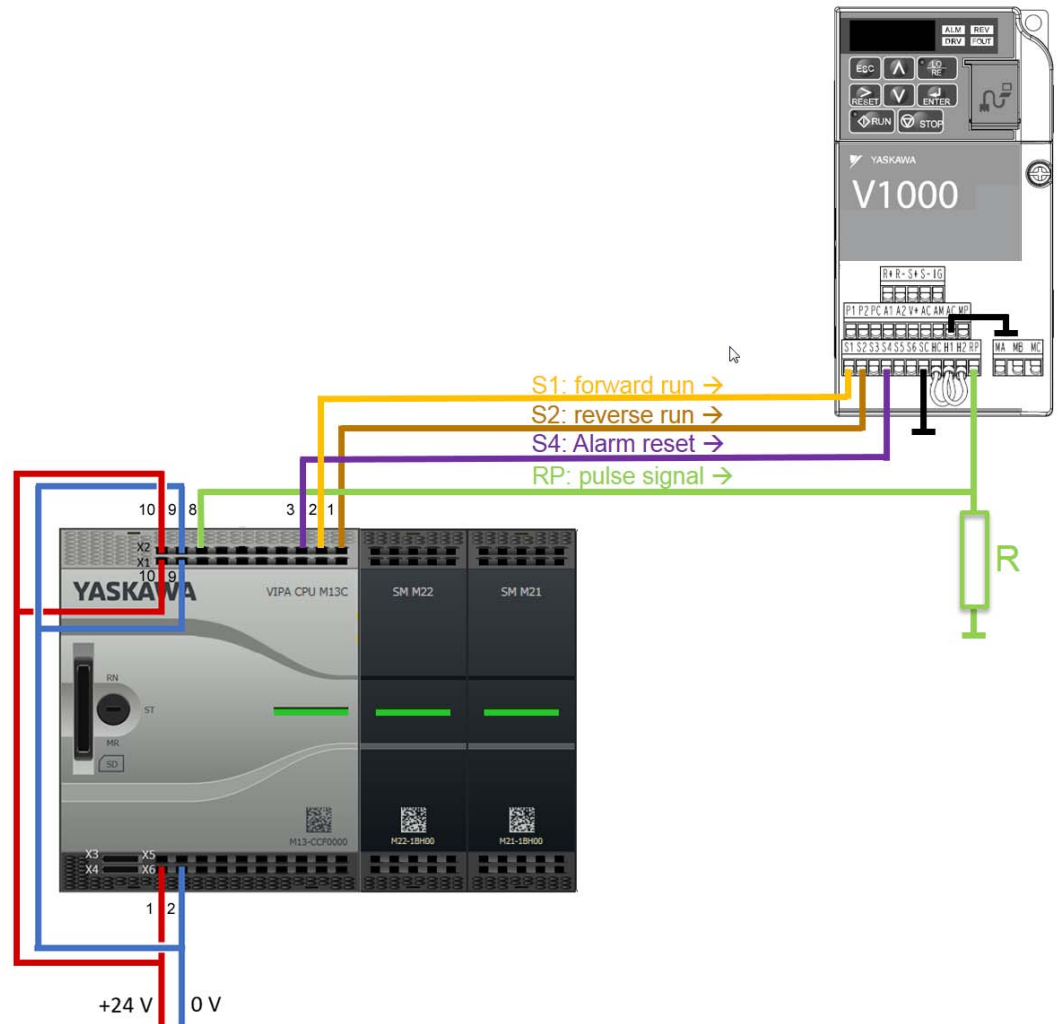 ALM REV
DRV FOUT
ESC
LO
RE
RESET
ENTER
RUN
STOP
YASKAWA
V1000
R+ R- S+ S- IG
P1 P2 PC A1 A2 V+ AC AM AC MP
S1 S2 S3 S4 S5 S6 SC HC H1 H2 RP
MA MB MC
S1: forward run →
S2: reverse run →
S4: Alarm reset →
RP: pulse signal →
10 9 8 3 2 1
X2
X1
10 9
R
YASKAWA
VIPA CPU M13C
SM M22
SM M21
RN
ST
MR
SD
M13-CCF0000
M22-1BH00
M21-1BH00
X3 X5
X4 X6
1 2
+24 V 0 V